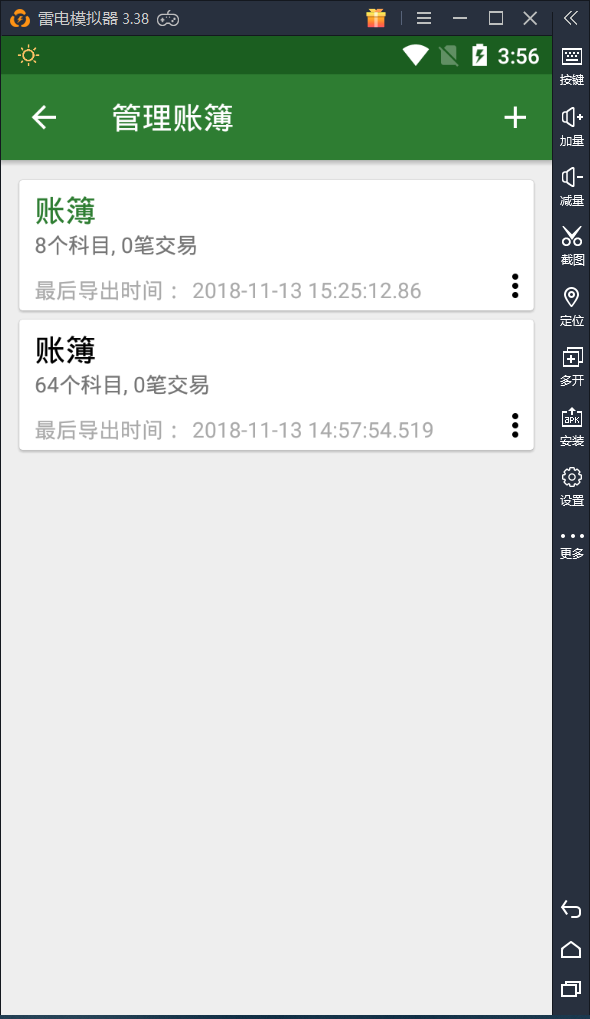 雷电模拟器 3.38
3:56
管理账簿
账簿
8个科目, 0笔交易
最后导出时间： 2018-11-13 15:25:12.86
账簿
64个科目, 0笔交易
最后导出时间： 2018-11-13 14:57:54.519
按键
加量
减量
截图
定位
多开
APK
安装
设置
更多